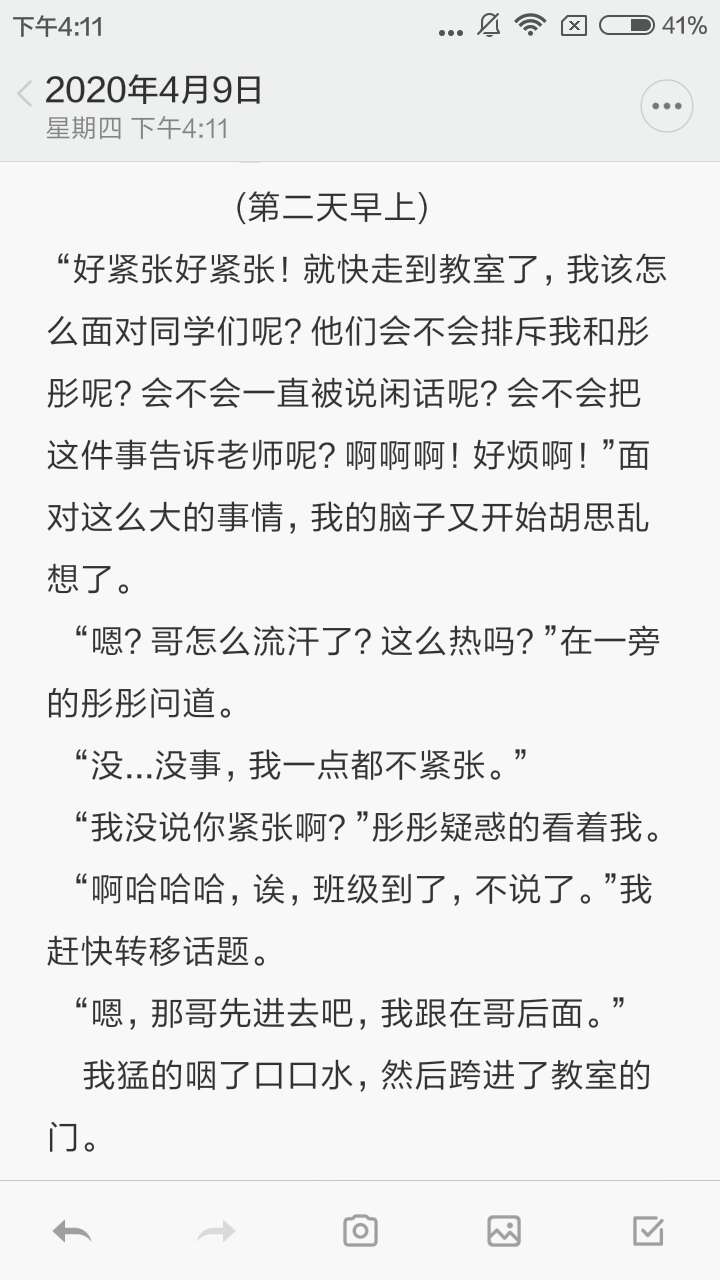 下午4:11
... 41%
2020年4月9日
星期四 下午4:11
（第二天早上）
“好紧张好紧张！就快走到教室了，我该怎
么面对同学们呢？他们会不会排斥我和彤
彤呢？会不会一直被说闲话呢？会不会把
这件事告诉老师呢？啊啊啊！好烦啊！”面
对这么大的事情，我的脑子又开始胡思乱
想了。
“嗯？哥怎么流汗了？这么热吗？”在一旁
的彤彤问道。
“没...没事，我一点都不紧张。”
“我没说你紧张啊？”彤彤疑惑的看着我。
“啊哈哈哈，诶，班级到了，不说了。”我
赶快转移话题。
“嗯，那哥先进去吧，我跟在哥后面。”
我猛的咽了口口水，然后跨进了教室的
门。